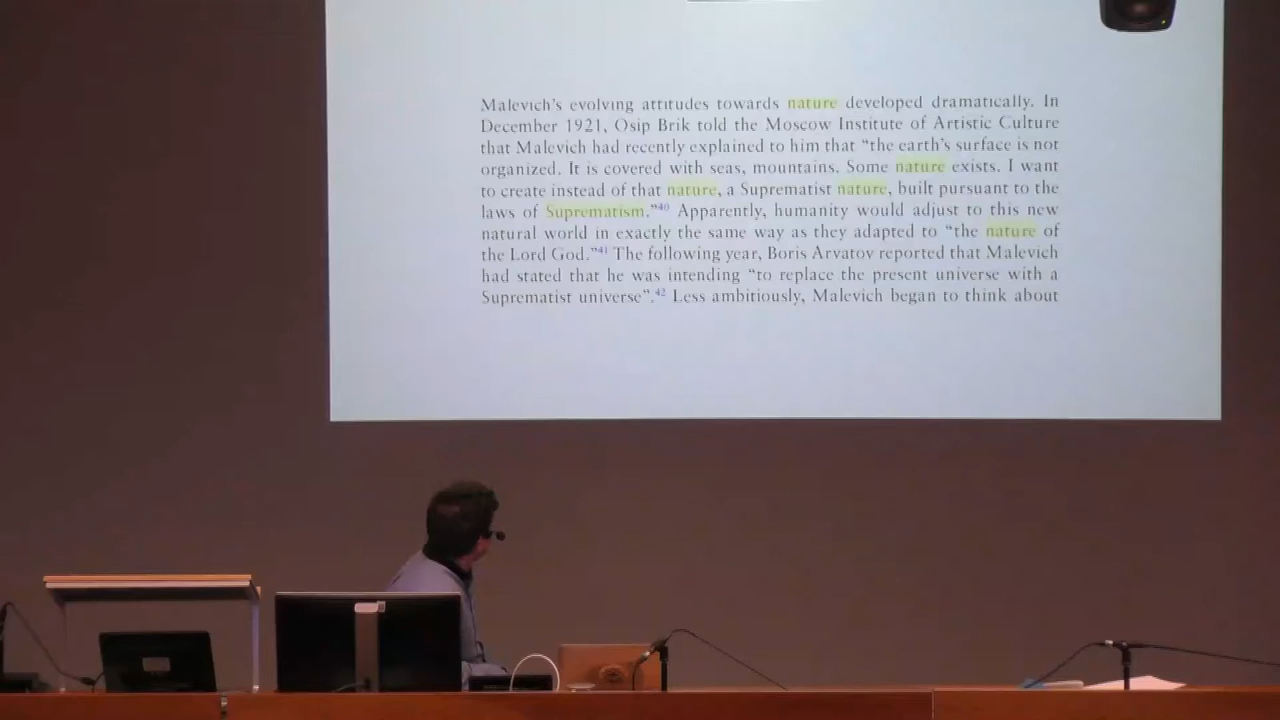 Malevich's evolving attitudes towards nature developed dramatically. In
December 1921, Osip Brik told the Moscow Institute of Artistic Culture
that Malevich had recently explained to him that "the earth's surface is not
organized. It is covered with seas, mountains. Some nature exists. I want
to create instead of that nature, a Suprematist nature, built pursuant to the
laws of Suprematism."40 Apparently, humanity would adjust to this new
natural world in exactly the same way as they adapted to "the nature of
the Lord God."41 The following year, Boris Arvatov reported that Malevich
had stated that he was intending "to replace the present universe with a
Suprematist universe".42 Less ambitiously, Malevich began to think about